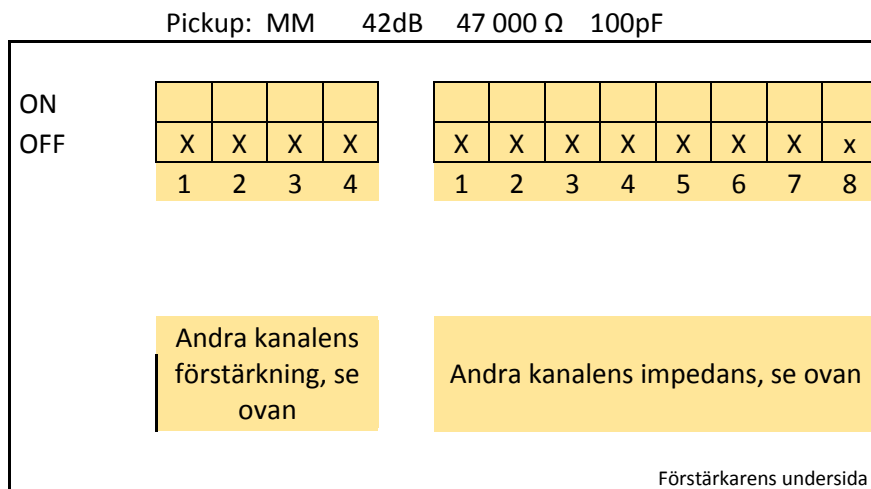 Pickup: MM 42dB 47 000 Ω 100pF
ON
OFF X X X X X X X X X X X x
1 2 3 4 1 2 3 4 5 6 7 8
Andra kanalens
förstärkning, se
ovan
Andra kanalens impedans, se ovan
Förstärkarens undersida